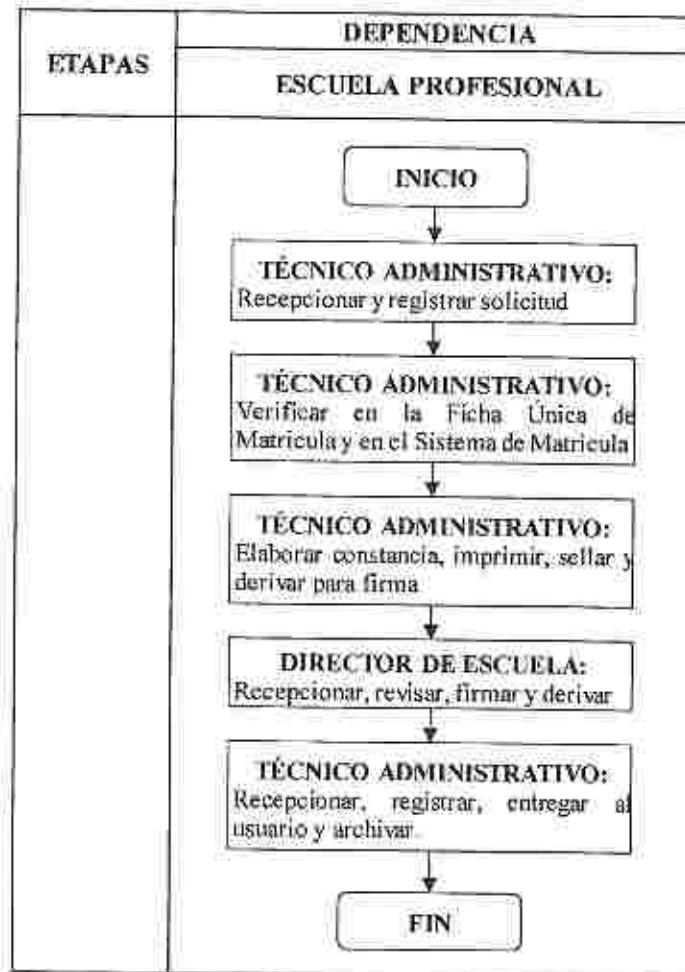 ETAPAS
DEPENDENCIA
ESCUELA PROFESIONAL
INICIO
TÉCNICO ADMINISTRATIVO:
Recepcionar y registrar solicitud
TÉCNICO ADMINISTRATIVO:
Verificar en la Ficha Única de
Matricula y en el Sistema de Matricula
TÉCNICO ADMINISTRATIVO:
Elaborar constancia, imprimir, sellar y
derivar para firma
DIRECTOR DE ESCUELA:
Recepcionar, revisar, firmar y derivar
TÉCNICO ADMINISTRATIVO:
Recepcionar, registrar, entregar al
usuario y archivar.
FIN